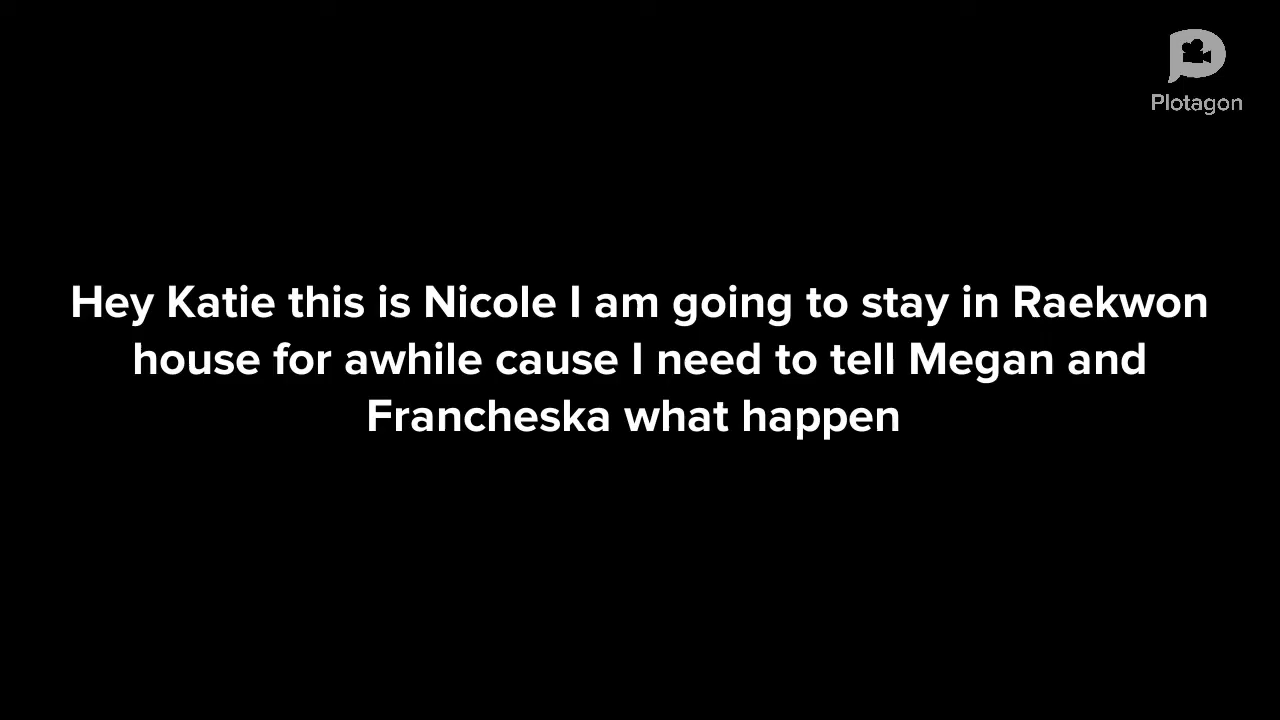 Plotagon
Hey Katie this is Nicole I am going to stay in Raekwon
house for awhile cause I need to tell Megan and
Francheska what happen